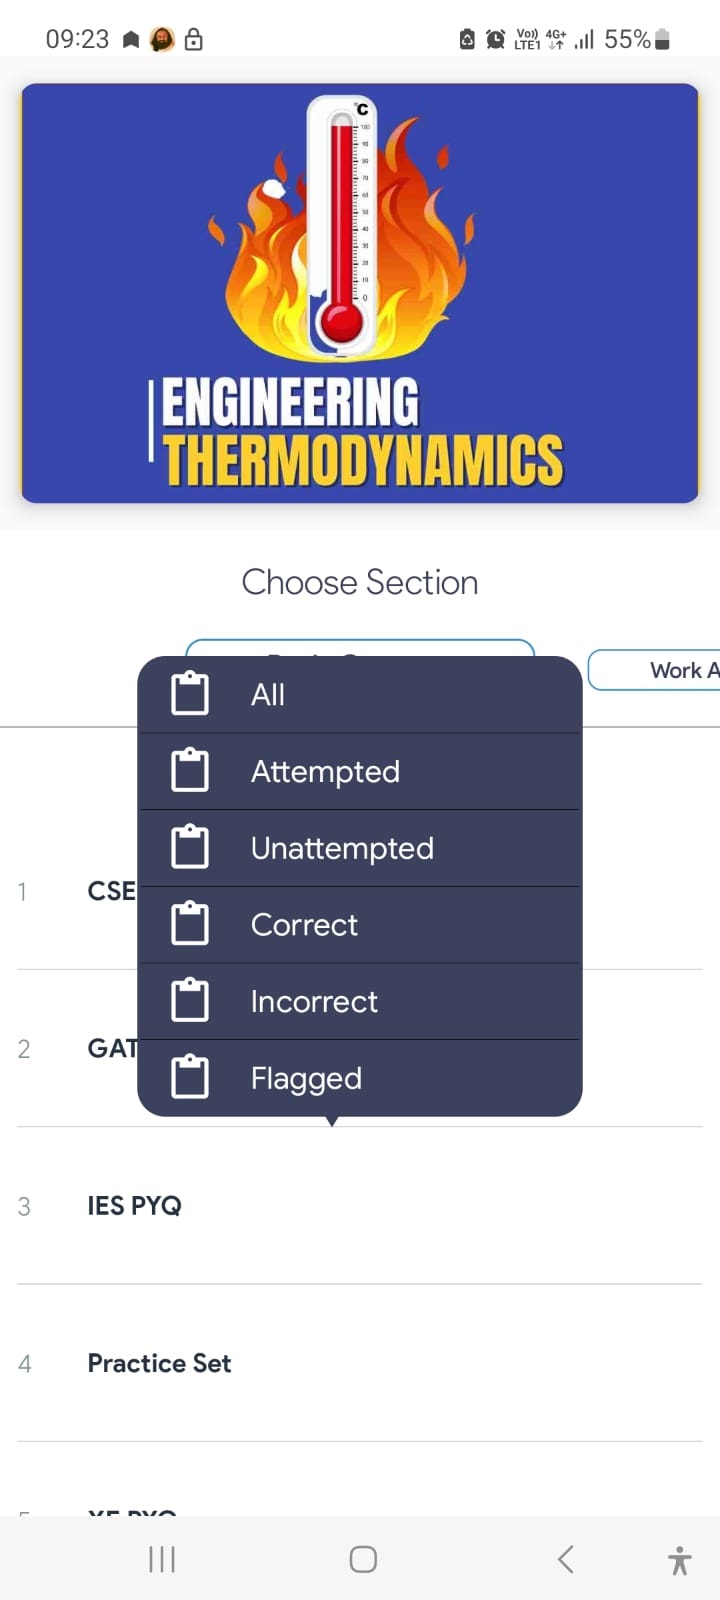 09:23
Vo)) 4G+ 55%
LTE1
°C
100
90
80
70
60
50
40
30
20
10
0
ENGINEERING
THERMODYNAMICS
Choose Section
Work A
All
Attempted
Unattempted
1 CSE
Correct
Incorrect
2 GAT
Flagged
3 IES PYQ
4 Practice Set